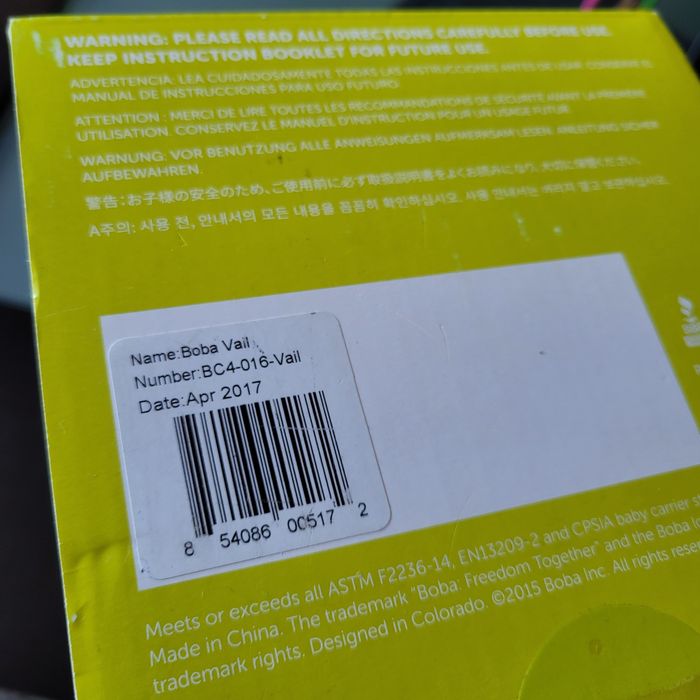 WARNING: PLEASE READ ALL DIRECTIONS CAREFULLY BEFORE USE.
KEEP INSTRUCTION BOOKLET FOR FUTURE USE.
ADVERTENCIA: LEA CUIDADOSAMENTE TODAS LAS INSTRUCCIONES ANTES DE USAR. CONSERVE EL
MANUAL DE INSTRUCCIONES PARA USO FUTURO.
ATTENTION : MERCI DE LIRE TOUTES LES RECOMMANDATIONS DE SÉCURITÉ AVANT LA PREMIÈRE
UTILISATION. CONSERVEZ LE MANUEL D'INSTRUCTION POUR UN USAGE FUTUR.
WARNUNG: VOR BENUTZUNG ALLE ANWEISUNGEN AUFMERKSAM LESEN. ANLEITUNG SICHER
AUFBEWAHREN.
警告：お子様の安全のため、ご使用前に必ず取扱説明書をよくお読みになり、大切に保管ください。
A주의: 사용 전, 안내서의 모든 내용을 꼼꼼히 확인하십시오. 사용 안내서는 버리지 말고 보관하십시오.
Name:Boba Vail
Number:BC4-016-Vail
Date:Apr 2017
8 54086 00517 2
Meets or exceeds all ASTM F2236-14, EN13209-2 and CPSIA baby carrier
Made in China. The trademark "Boba: Freedom Together" and the Boba
trademark rights. Designed in Colorado. ©2015 Boba Inc. All rights